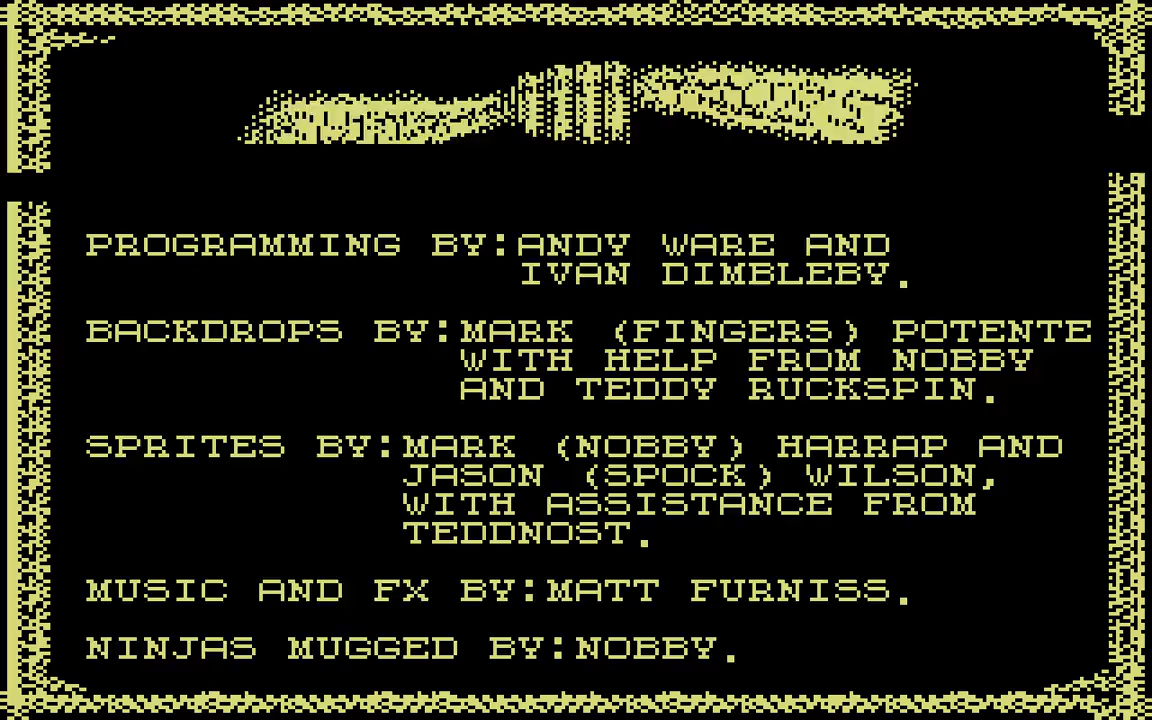 PROGRAMMING BY:ANDY WARE AND
IVAN DIMBLEBY.
BACKDROPS BY:MARK (FINGERS) POTENTE
WITH HELP FROM NOBBY
AND TEDDY RUCKSPIN.
SPRITES BY:MARK (NOBBY) HARRAP AND
JASON (SPOCK) WILSON,
WITH ASSISTANCE FROM
TEDDNOST.
MUSIC AND FX BY:MATT FURNISS.
NINJAS MUGGED BY:NOBBY.